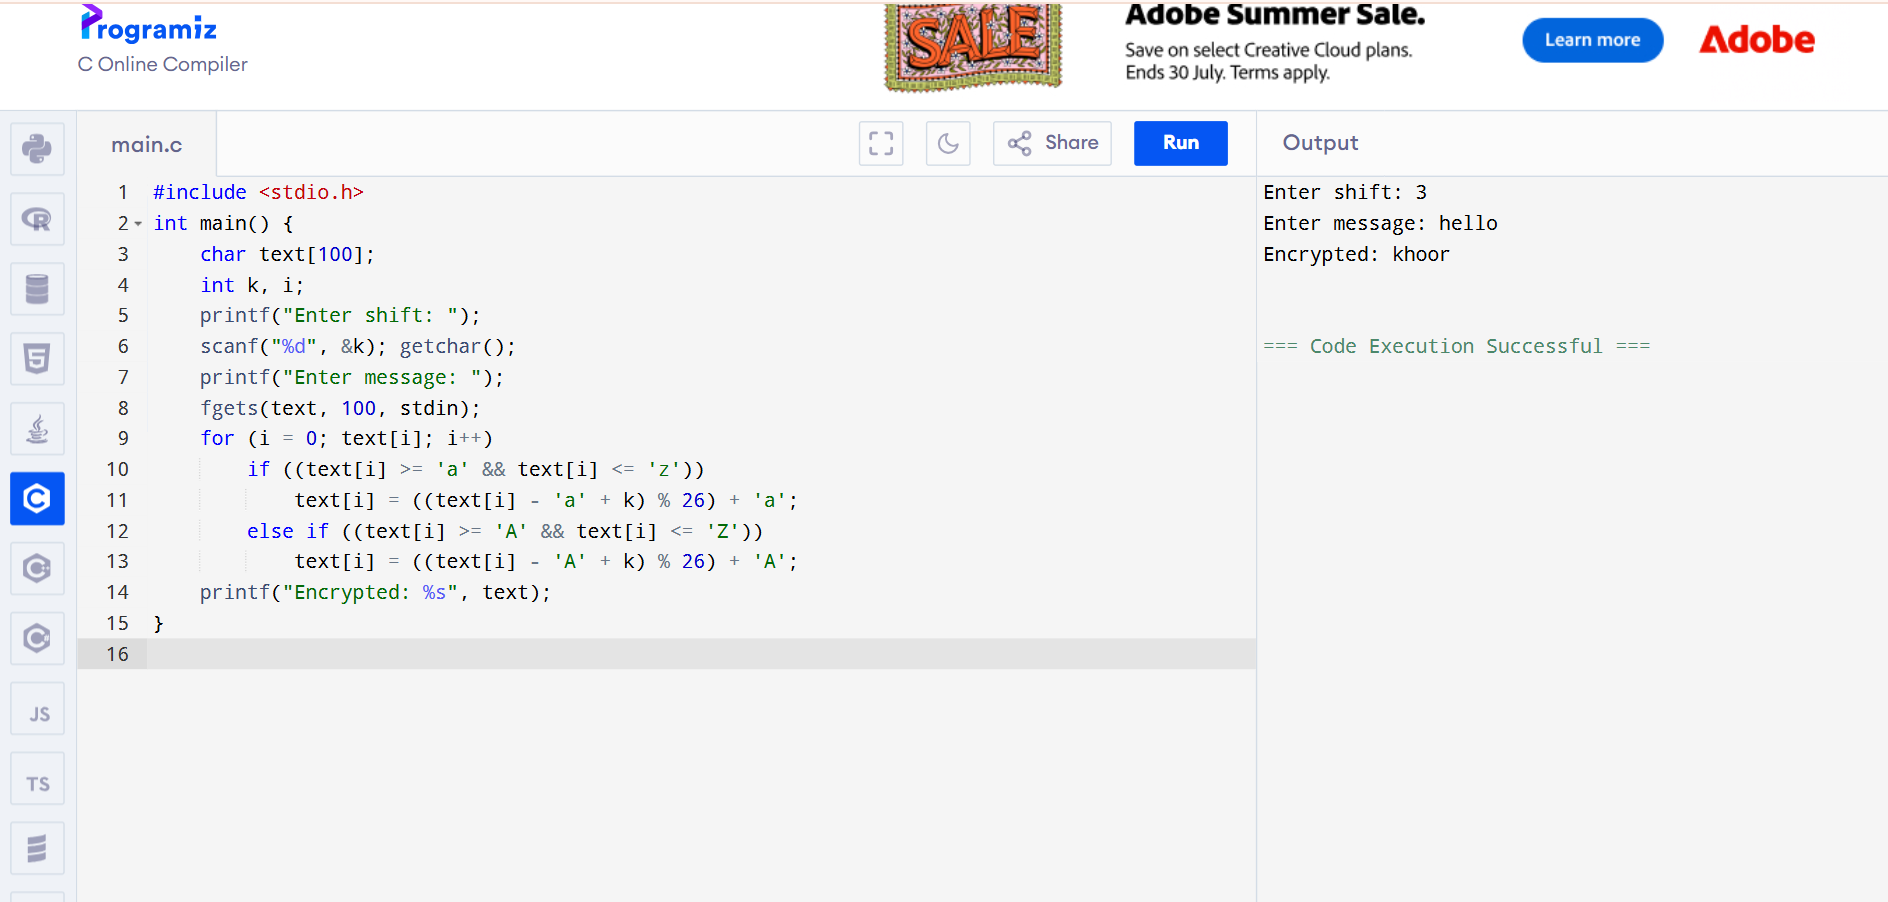 Programiz
C Online Compiler
SALE
Adobe Summer Sale.
Save on select Creative Cloud plans.
Ends 30 July. Terms apply.
Learn more
Adobe
main.c
Share
Run
Output
1 #include <stdio.h>
2 int main() {
3     char text[100];
4     int k, i;
5     printf("Enter shift: ");
6     scanf("%d", &k); getchar();
7     printf("Enter message: ");
8     fgets(text, 100, stdin);
9     for (i = 0; text[i]; i++)
10         if ((text[i] >= 'a' && text[i] <= 'z'))
11             text[i] = ((text[i] - 'a' + k) % 26) + 'a';
12         else if ((text[i] >= 'A' && text[i] <= 'Z'))
13             text[i] = ((text[i] - 'A' + k) % 26) + 'A';
14     printf("Encrypted: %s", text);
15 }
16
Enter shift: 3
Enter message: hello
Encrypted: khoor
=== Code Execution Successful ===
R
5
C
C
C
JS
TS